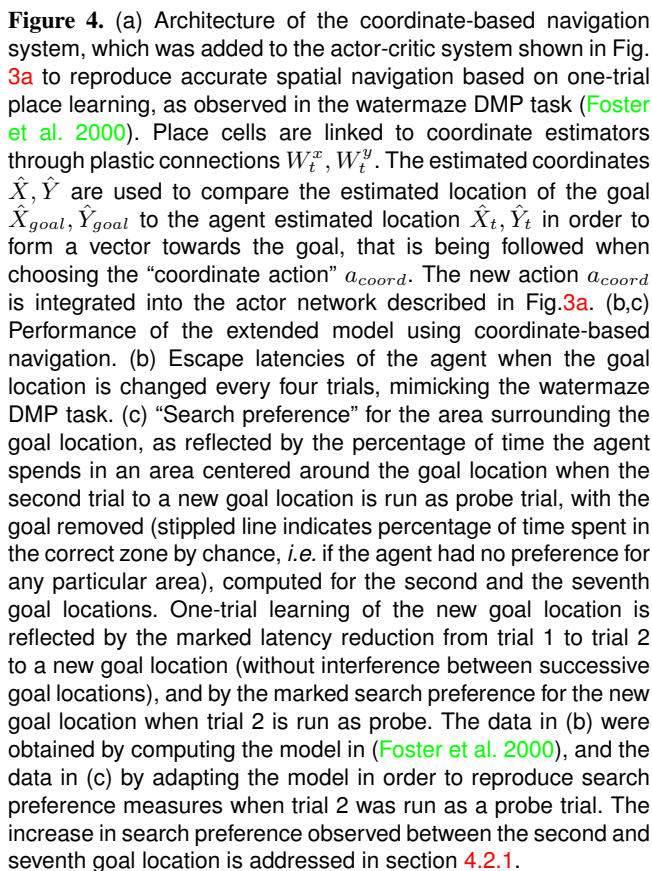 Figure 4. (a) Architecture of the coordinate-based navigation
system, which was added to the actor-critic system shown in Fig.
3a to reproduce accurate spatial navigation based on one-trial
place learning, as observed in the watermaze DMP task (Foster
et al. 2000). Place cells are linked to coordinate estimators
through plastic connections $W_t^x, W_t^y$. The estimated coordinates
$\hat{X}, \hat{Y}$ are used to compare the estimated location of the goal
$\hat{X}_{goal}, \hat{Y}_{goal}$ to the agent estimated location $\hat{X}_t, \hat{Y}_t$ in order to
form a vector towards the goal, that is being followed when
choosing the “coordinate action” $a_{coord}$. The new action $a_{coord}$
is integrated into the actor network described in Fig.3a. (b,c)
Performance of the extended model using coordinate-based
navigation. (b) Escape latencies of the agent when the goal
location is changed every four trials, mimicking the watermaze
DMP task. (c) “Search preference” for the area surrounding the
goal location, as reflected by the percentage of time the agent
spends in an area centered around the goal location when the
second trial to a new goal location is run as probe trial, with the
goal removed (stippled line indicates percentage of time spent in
the correct zone by chance, i.e. if the agent had no preference for
any particular area), computed for the second and the seventh
goal locations. One-trial learning of the new goal location is
reflected by the marked latency reduction from trial 1 to trial 2
to a new goal location (without interference between successive
goal locations), and by the marked search preference for the new
goal location when trial 2 is run as probe. The data in (b) were
obtained by computing the model in (Foster et al. 2000), and the
data in (c) by adapting the model in order to reproduce search
preference measures when trial 2 was run as a probe trial. The
increase in search preference observed between the second and
seventh goal location is addressed in section 4.2.1.